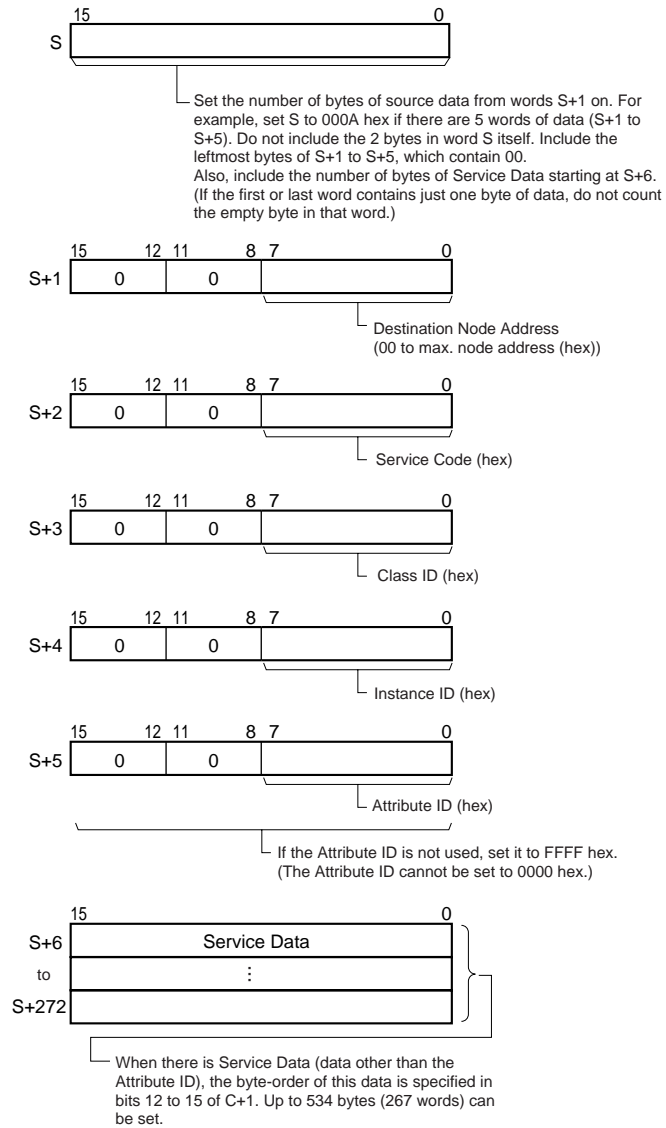 15 0
S
Set the number of bytes of source data from words S+1 on. For
example, set S to 000A hex if there are 5 words of data (S+1 to
S+5). Do not include the 2 bytes in word S itself. Include the
leftmost bytes of S+1 to S+5, which contain 00.
Also, include the number of bytes of Service Data starting at S+6.
(If the first or last word contains just one byte of data, do not count
the empty byte in that word.)
15 12 11 8 7 0
S+1 0 0
Destination Node Address
(00 to max. node address (hex))
15 12 11 8 7 0
S+2 0 0
Service Code (hex)
15 12 11 8 7 0
S+3 0 0
Class ID (hex)
15 12 11 8 7 0
S+4 0 0
Instance ID (hex)
15 12 11 8 7 0
S+5 0 0
Attribute ID (hex)
If the Attribute ID is not used, set it to FFFF hex.
(The Attribute ID cannot be set to 0000 hex.)
15 0
S+6 Service Data
to ⋮
S+272
When there is Service Data (data other than the
Attribute ID), the byte-order of this data is specified in
bits 12 to 15 of C+1. Up to 534 bytes (267 words) can
be set.